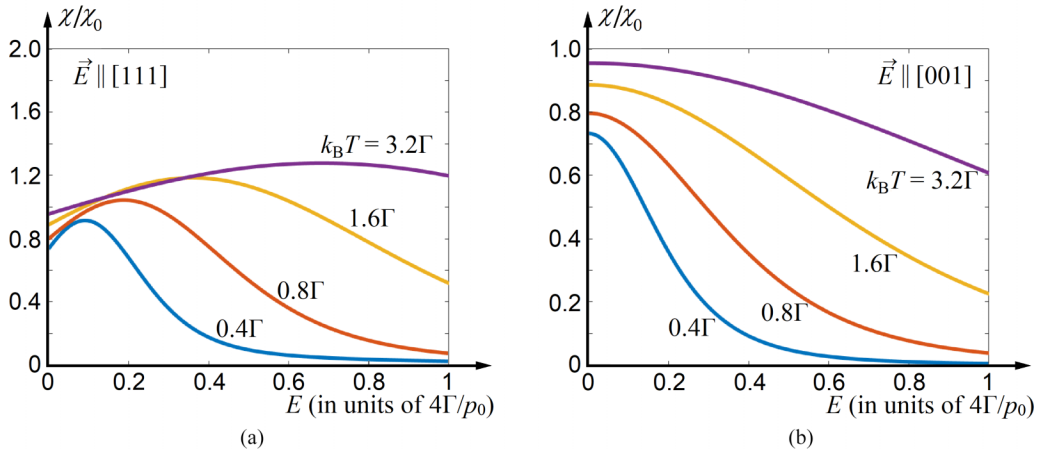 χ/χ₀
2.0
1.6
1.2
0.8
0.4
0
E⃗ ∥ [111]
k_BT = 3.2Γ
1.6Γ
0.8Γ
0.4Γ
0 0.2 0.4 0.6 0.8 1
E (in units of 4Γ/p₀)
(a)
χ/χ₀
1.0
0.8
0.6
0.4
0.2
0
E⃗ ∥ [001]
k_BT = 3.2Γ
1.6Γ
0.8Γ
0.4Γ
0 0.2 0.4 0.6 0.8 1
E (in units of 4Γ/p₀)
(b)